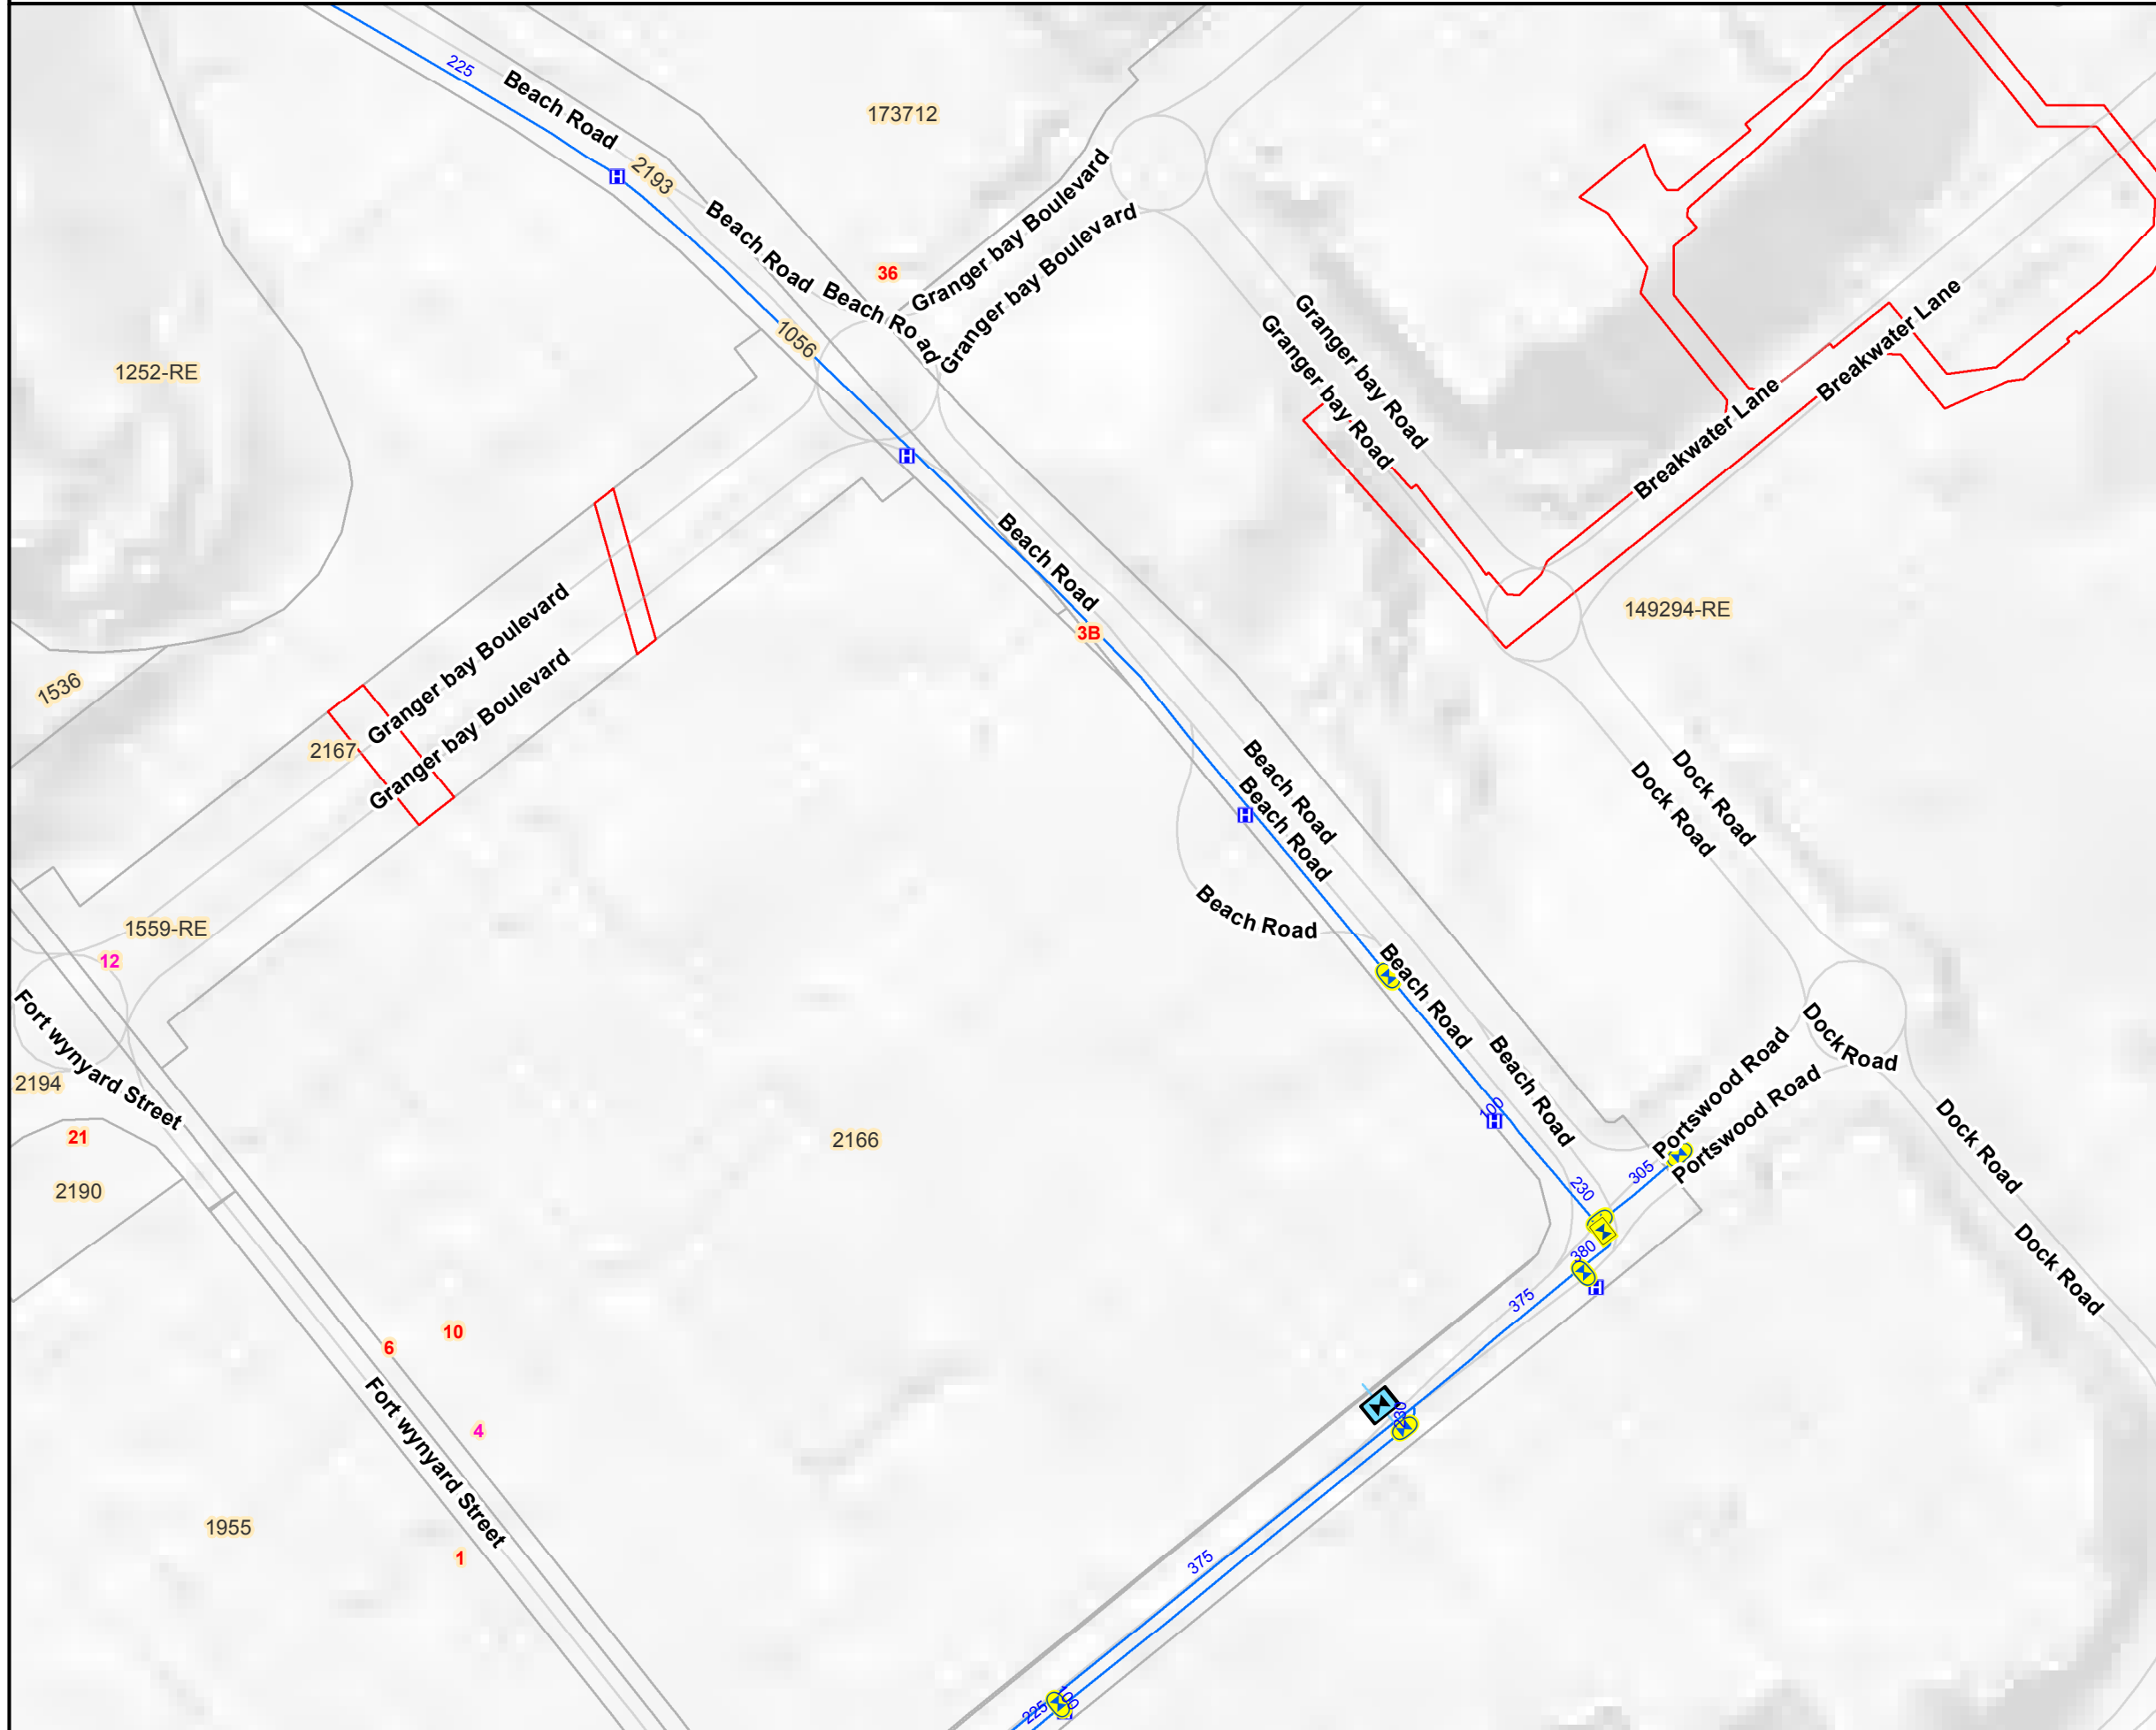 225
Beach Road
173712
2193
Beach Road
Beach Road
36
Granger bay Boulevard
Granger bay Boulevard
1056
1252-RE
Granger bay Road
Granger bay Road
Breakwater Lane
Breakwater Lane
H
H
Beach Road
3B
149294-RE
Granger bay Boulevard
Granger bay Boulevard
1536
2167
Beach Road
Beach Road
H
Dock Road
Dock Road
Beach Road
1559-RE
12
Beach Road
Fort wynyard Street
Beach Road
Dock Road
Portswood Road
Portswood Road
2194
21
2190
2166
100
H
230
305
Dock Road
380
H
375
Dock Road
6
10
4
Fort wynyard Street
230
1955
1
375
225
100